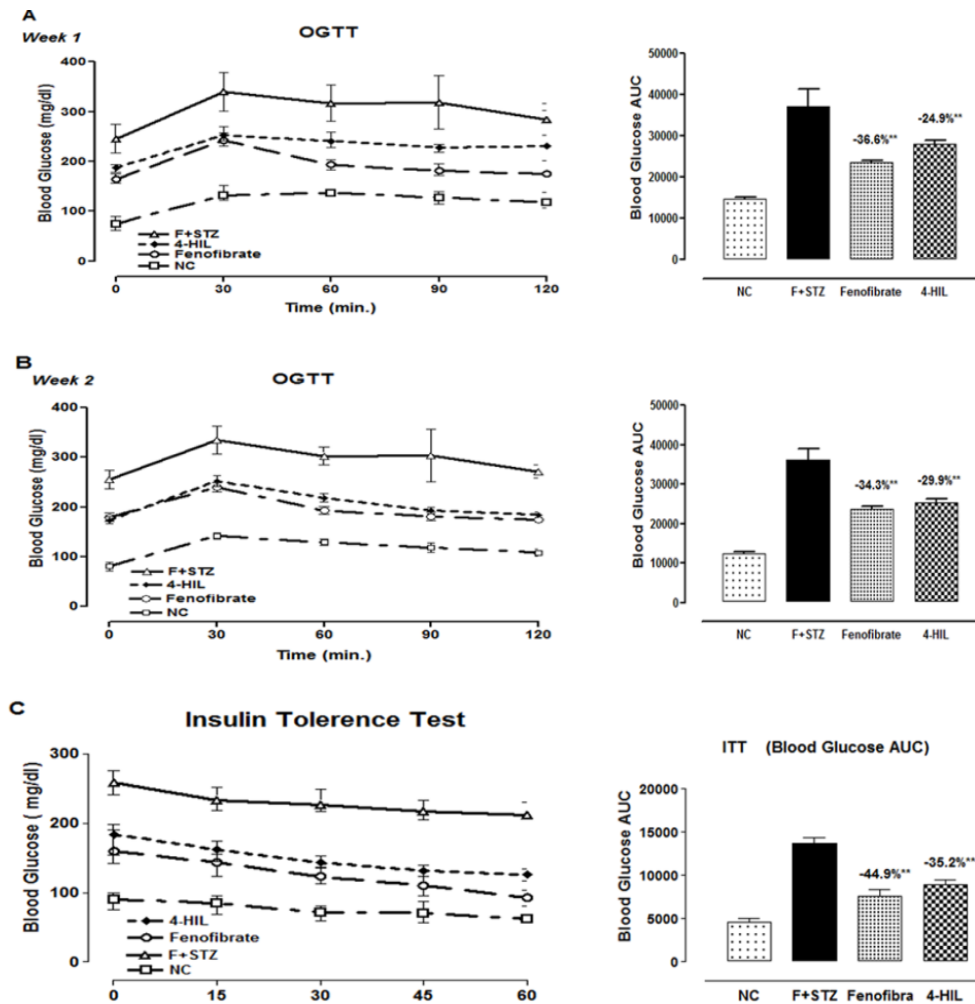 A
Week 1
OGTT
Blood Glucose (mg/dl)
400
300
200
100
0
F+STZ
4-HIL
Fenofibrate
NC
0 30 60 90 120
Time (min.)
Blood Glucose AUC
50000
40000
30000
20000
10000
0
-36.6%**
-24.9%**
NC F+STZ Fenofibrate 4-HIL
B
Week 2
OGTT
Blood Glucose (mg/dl)
400
300
200
100
0
F+STZ
4-HIL
Fenofibrate
NC
0 30 60 90 120
Time (min.)
Blood Glucose AUC
50000
40000
30000
20000
10000
0
-34.3%**
-29.9%**
NC F+STZ Fenofibrate 4-HIL
C
Insulin Tolerence Test
Blood Glucose ( mg/dl)
300
200
100
0
4-HIL
Fenofibrate
F+STZ
NC
0 15 30 45 60
ITT (Blood Glucose AUC)
Blood Glucose AUC
20000
15000
10000
5000
0
-44.9%**
-35.2%**
NC F+STZ Fenofibra 4-HIL